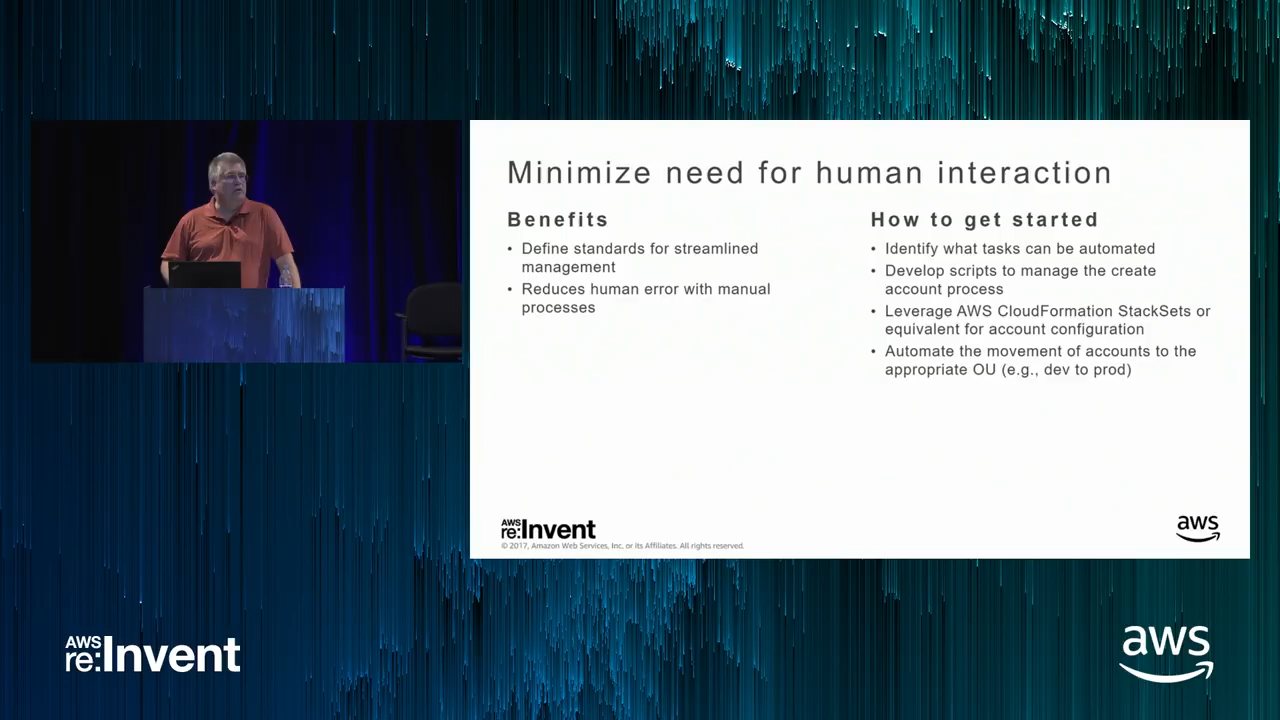 Minimize need for human interaction
Benefits
• Define standards for streamlined
management
• Reduces human error with manual
processes
How to get started
• Identify what tasks can be automated
• Develop scripts to manage the create
account process
• Leverage AWS CloudFormation StackSets or
equivalent for account configuration
• Automate the movement of accounts to the
appropriate OU (e.g., dev to prod)
AWS
re:Invent
© 2017, Amazon Web Services, Inc. or its Affiliates. All rights reserved.
aws
AWS
re:Invent
aws